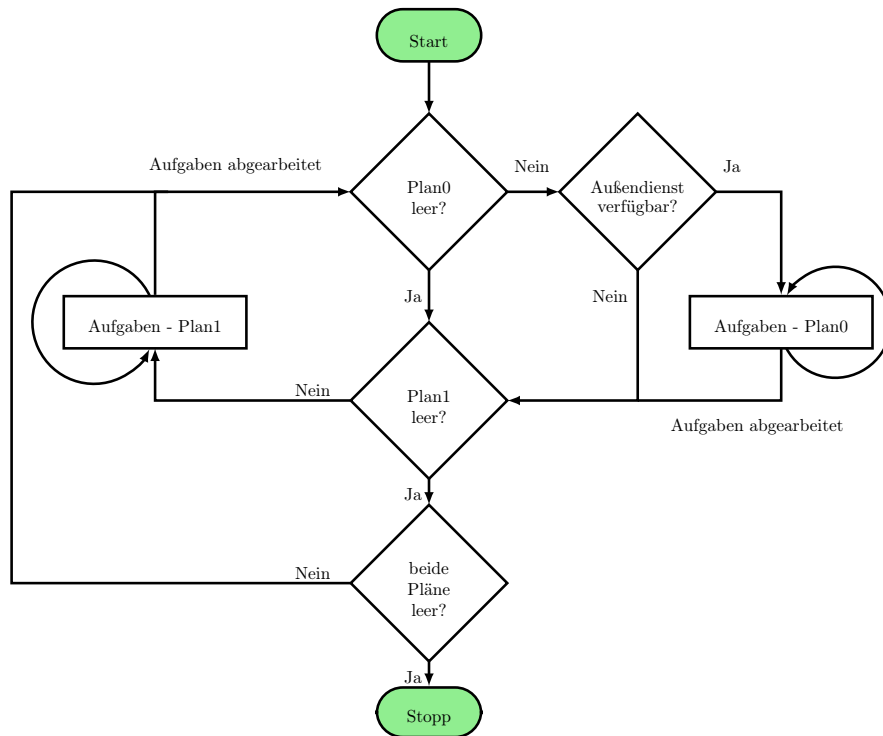 Start
Aufgaben abgearbeitet
Plan0
leer?
Nein
Außendienst
verfügbar?
Ja
Ja
Nein
Aufgaben - Plan1
Aufgaben - Plan0
Nein
Plan1
leer?
Aufgaben abgearbeitet
Ja
Nein
beide
Pläne
leer?
Ja
Stopp